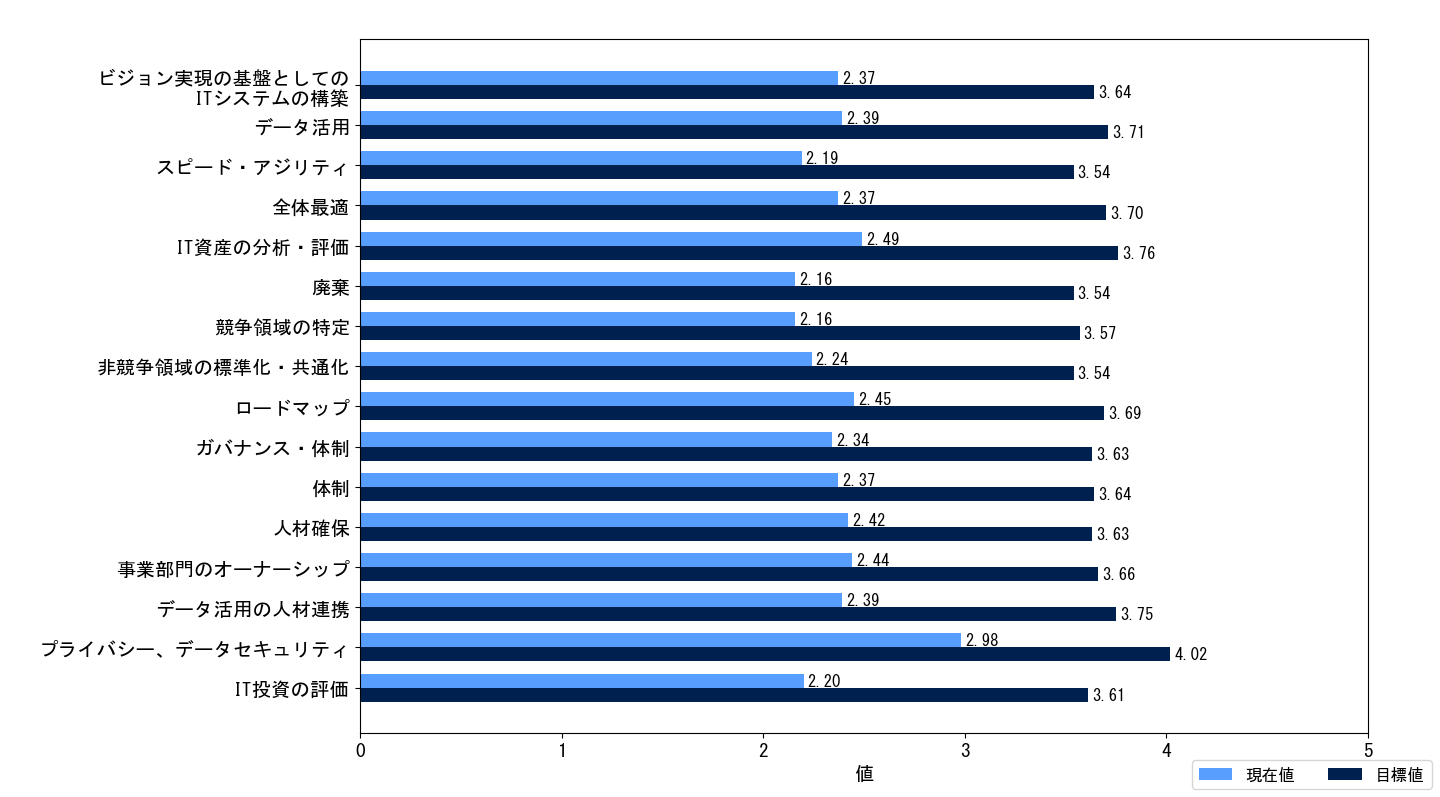 ビジョン実現の基盤としての
ITシステムの構築
2.37
3.64
データ活用
2.39
3.71
スピード・アジリティ
2.19
3.54
全体最適
2.37
3.70
IT資産の分析・評価
2.49
3.76
廃棄
2.16
3.54
競争領域の特定
2.16
3.57
非競争領域の標準化・共通化
2.24
3.54
ロードマップ
2.45
3.69
ガバナンス・体制
2.34
3.63
体制
2.37
3.64
人材確保
2.42
3.63
事業部門のオーナーシップ
2.44
3.66
データ活用の人材連携
2.39
3.75
プライバシー、データセキュリティ
2.98
4.02
IT投資の評価
2.20
3.61
0 1 2 3 4 5
値
現在値 目標値